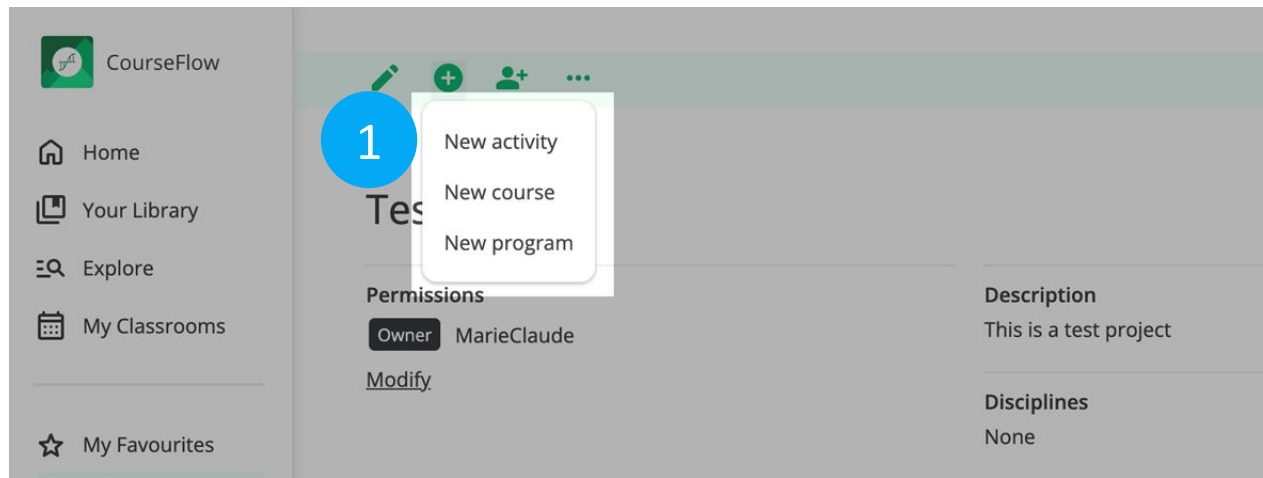 CourseFlow
Home
Your Library
Explore
My Classrooms
My Favourites
1
New activity
New course
New program
Tes
Permissions
Owner MarieClaude
Modify
Description
This is a test project
Disciplines
None